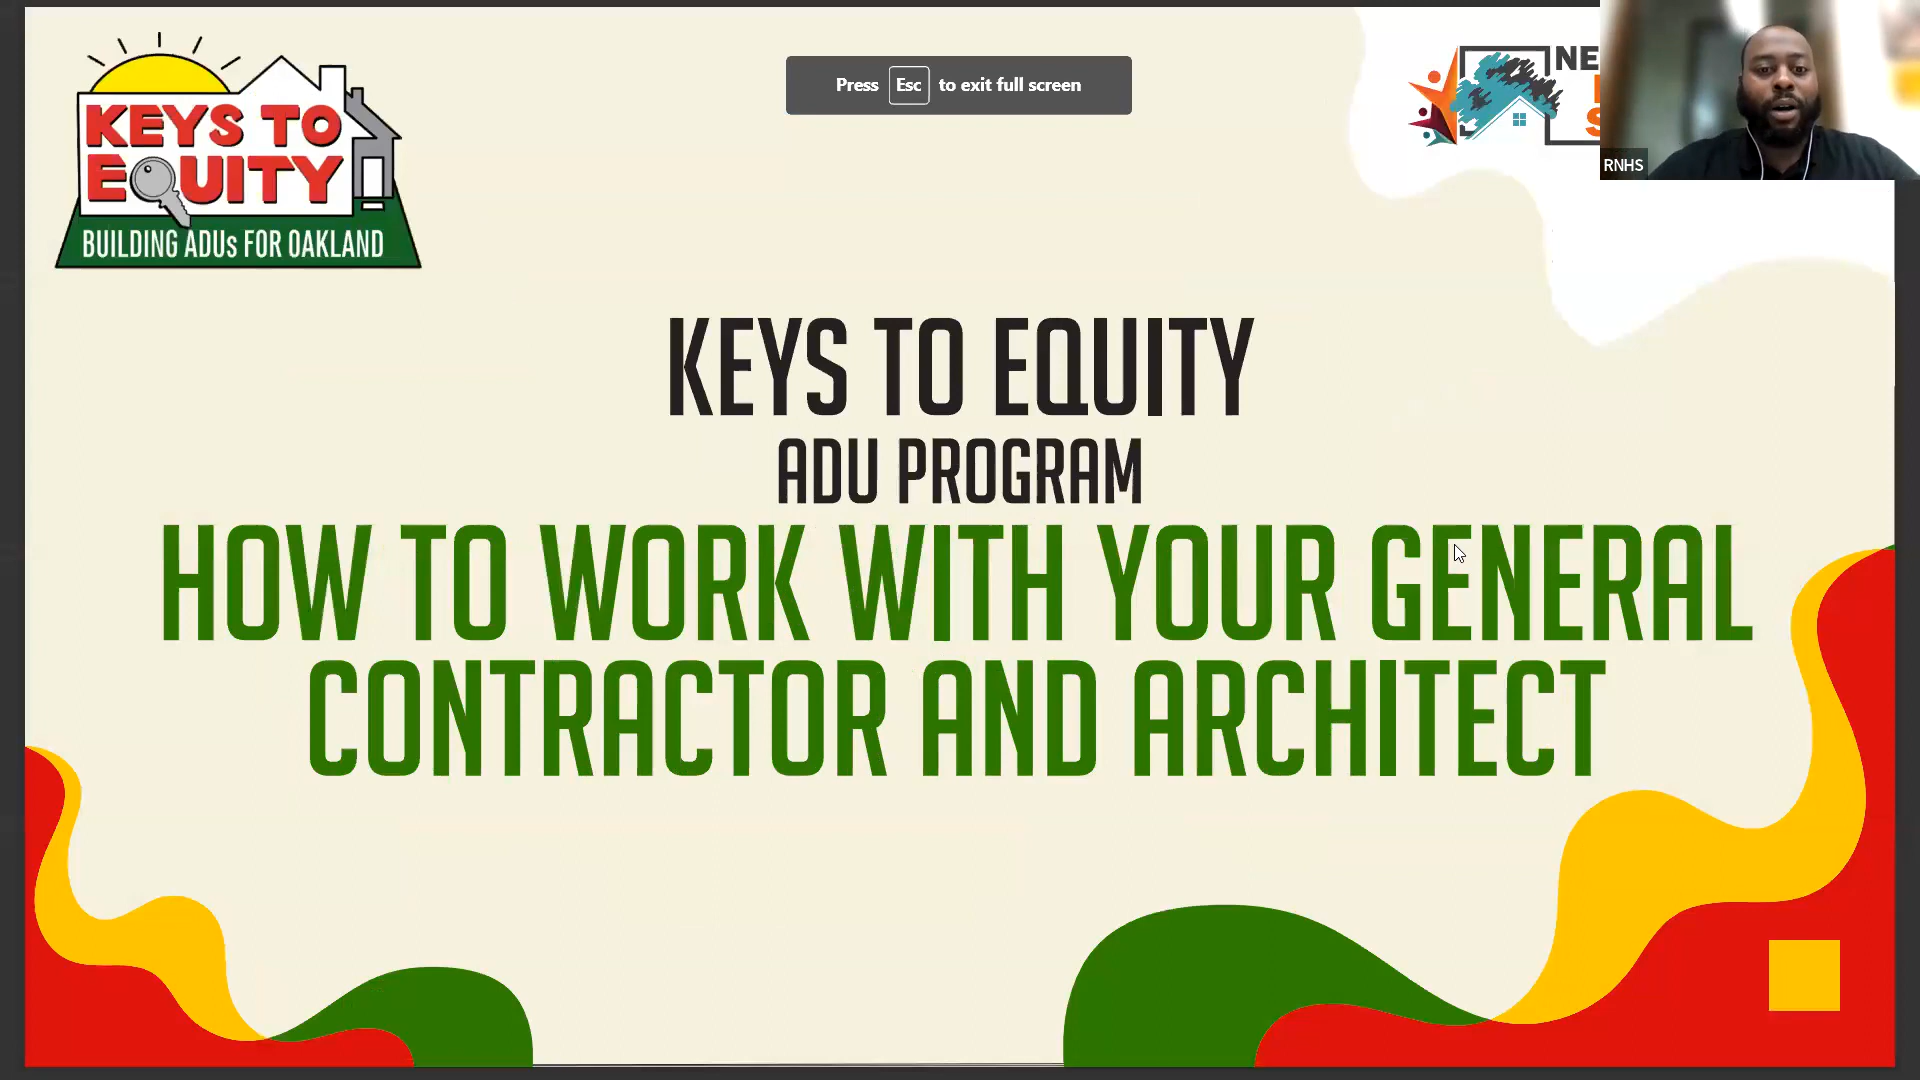 KEYS TO
EQUITY
BUILDING ADUs FOR OAKLAND
Press Esc to exit full screen
NE
RNHS
KEYS TO EQUITY
ADU PROGRAM
HOW TO WORK WITH YOUR GENERAL
CONTRACTOR AND ARCHITECT